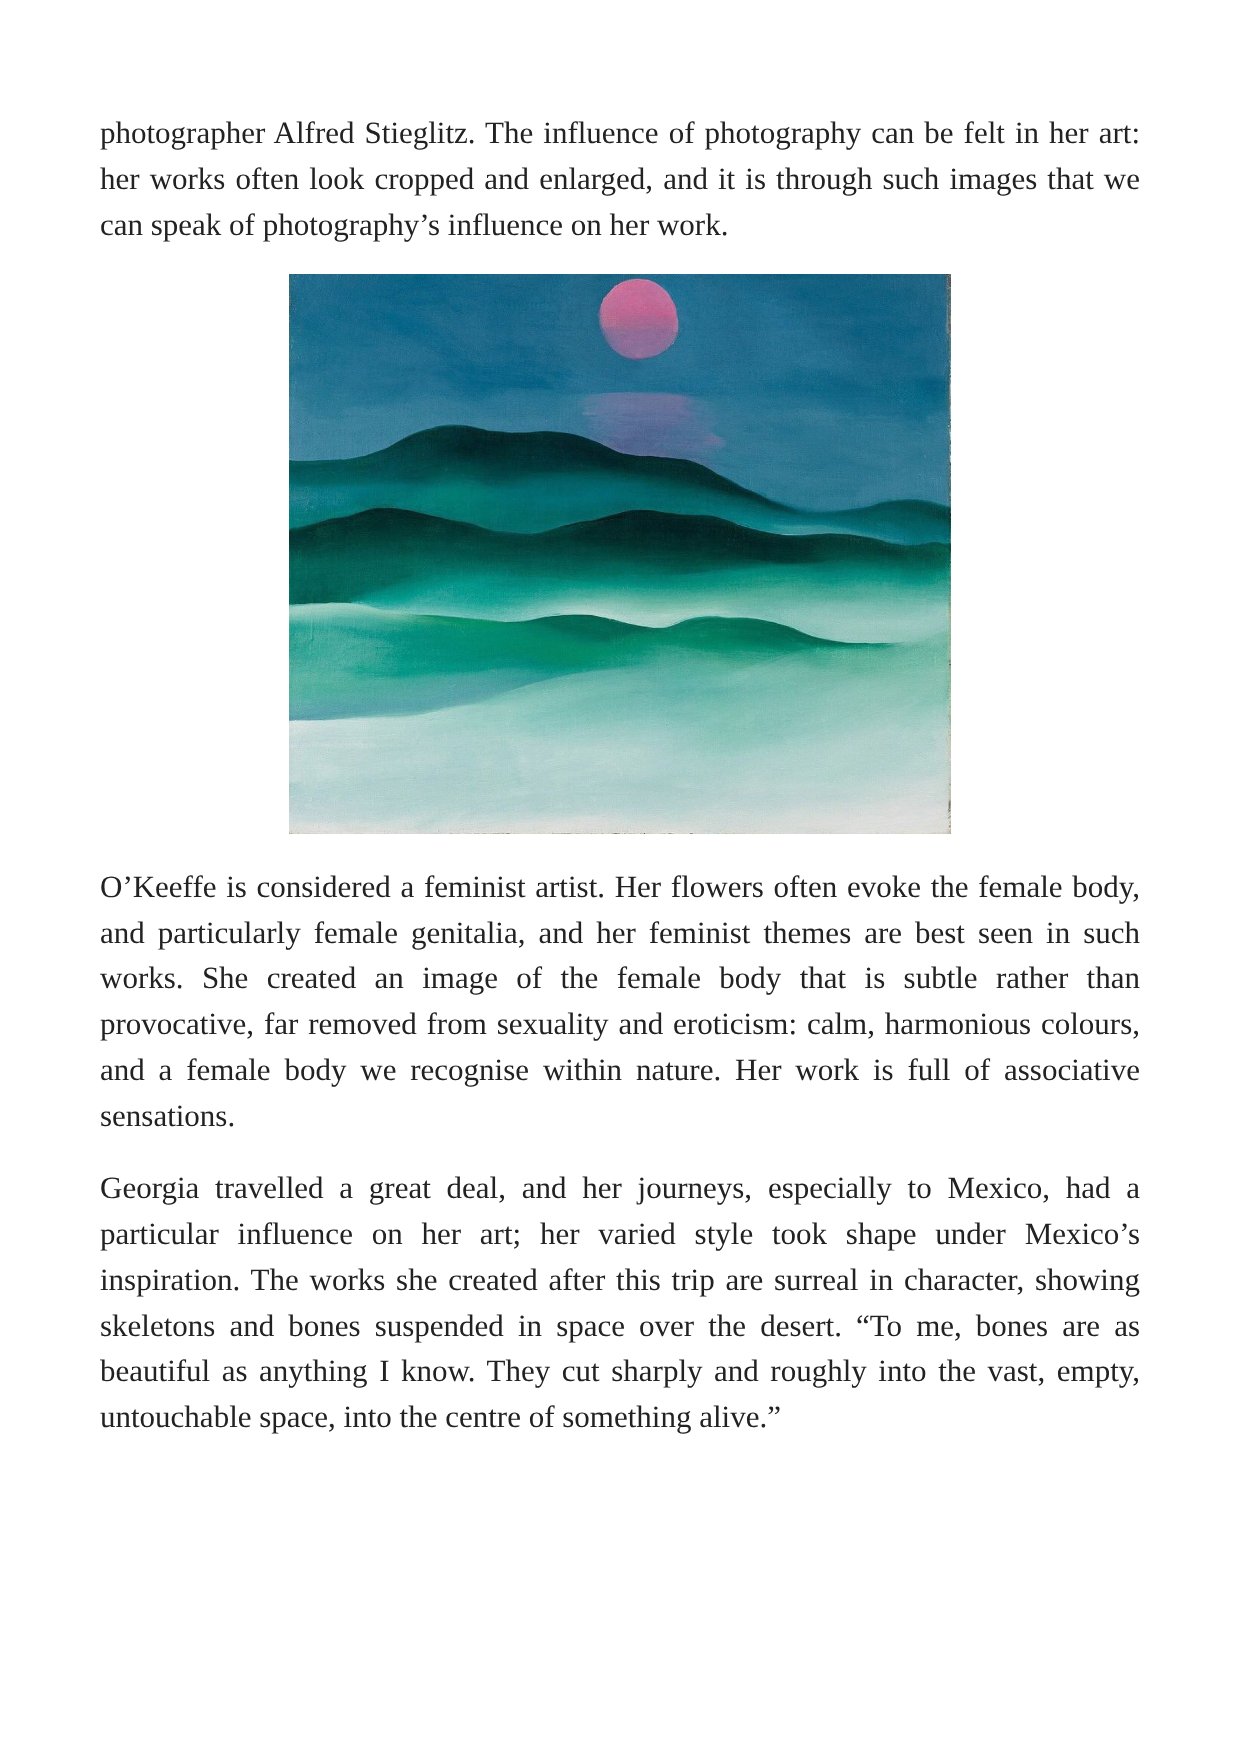 photographer Alfred Stieglitz. The influence of photography can be felt in her art:
her works often look cropped and enlarged, and it is through such images that we
can speak of photography’s influence on her work.
O’Keeffe is considered a feminist artist. Her flowers often evoke the female body,
and particularly female genitalia, and her feminist themes are best seen in such
works. She created an image of the female body that is subtle rather than
provocative, far removed from sexuality and eroticism: calm, harmonious colours,
and a female body we recognise within nature. Her work is full of associative
sensations.
Georgia travelled a great deal, and her journeys, especially to Mexico, had a
particular influence on her art; her varied style took shape under Mexico’s
inspiration. The works she created after this trip are surreal in character, showing
skeletons and bones suspended in space over the desert. “To me, bones are as
beautiful as anything I know. They cut sharply and roughly into the vast, empty,
untouchable space, into the centre of something alive.”